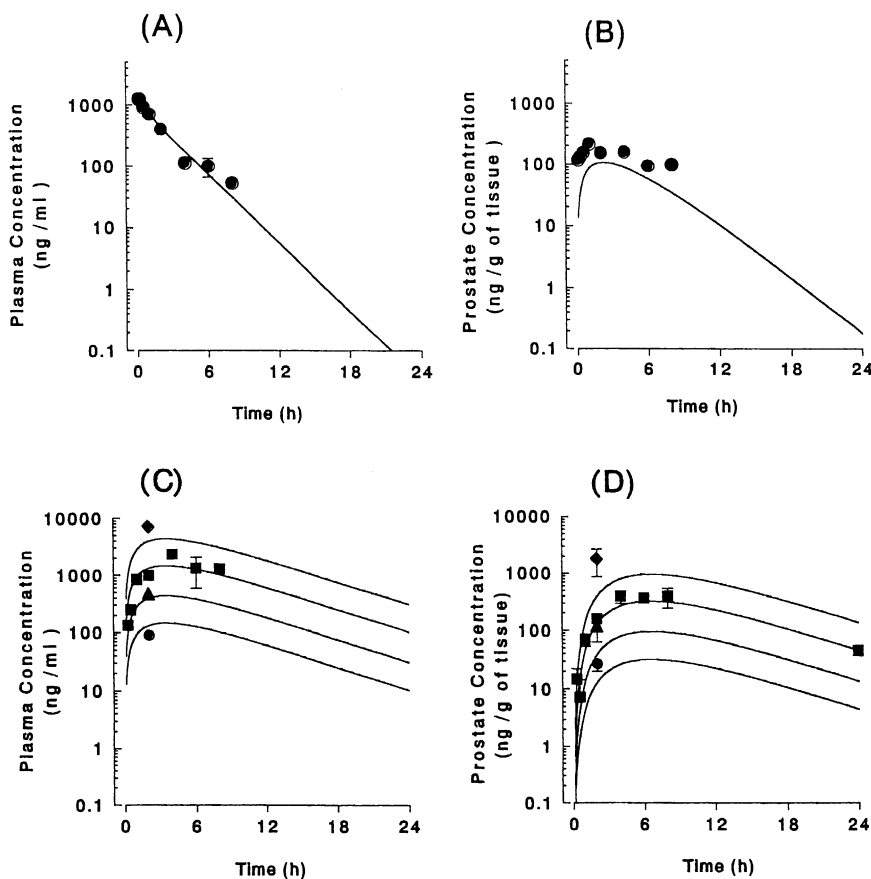 (A)
Plasma Concentration
(ng /ml)
1000
100
10
1
0.1
0 6 12 18 24
Time (h)
(B)
Prostate Concentration
(ng /g of tissue)
1000
100
10
1
0.1
0 6 12 18 24
Time (h)
(C)
Plasma Concentration
(ng /ml)
10000
1000
100
10
1
0.1
0 6 12 18 24
Time (h)
(D)
Prostate Concentration
(ng /g of tissue)
10000
1000
100
10
1
0.1
0 6 12 18 24
Time (h)